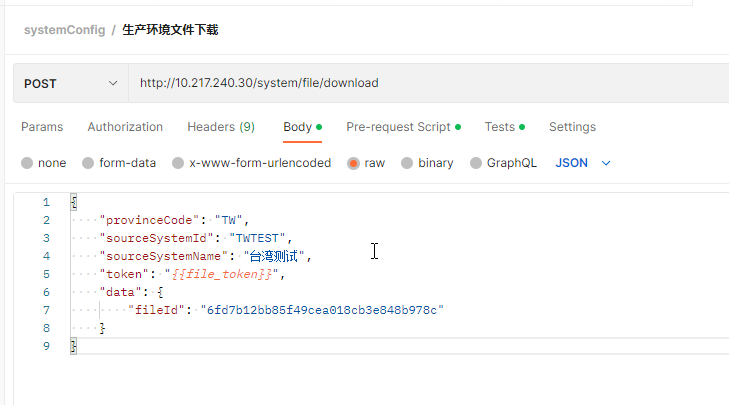 systemConfig / 生产环境文件下载
POST http://10.217.240.30/system/file/download
Params Authorization Headers (9) Body Pre-request Script Tests Settings
none form-data x-www-form-urlencoded raw binary GraphQL JSON
1 {
2 "provinceCode": "TW",
3 "sourceSystemId": "TWTEST",
4 "sourceSystemName": "台湾测试",
5 "token": "{{file_token}}",
6 "data": {
7 "fileId": "6fd7b12bb85f49cea018cb3e848b978c"
8 }
9 }